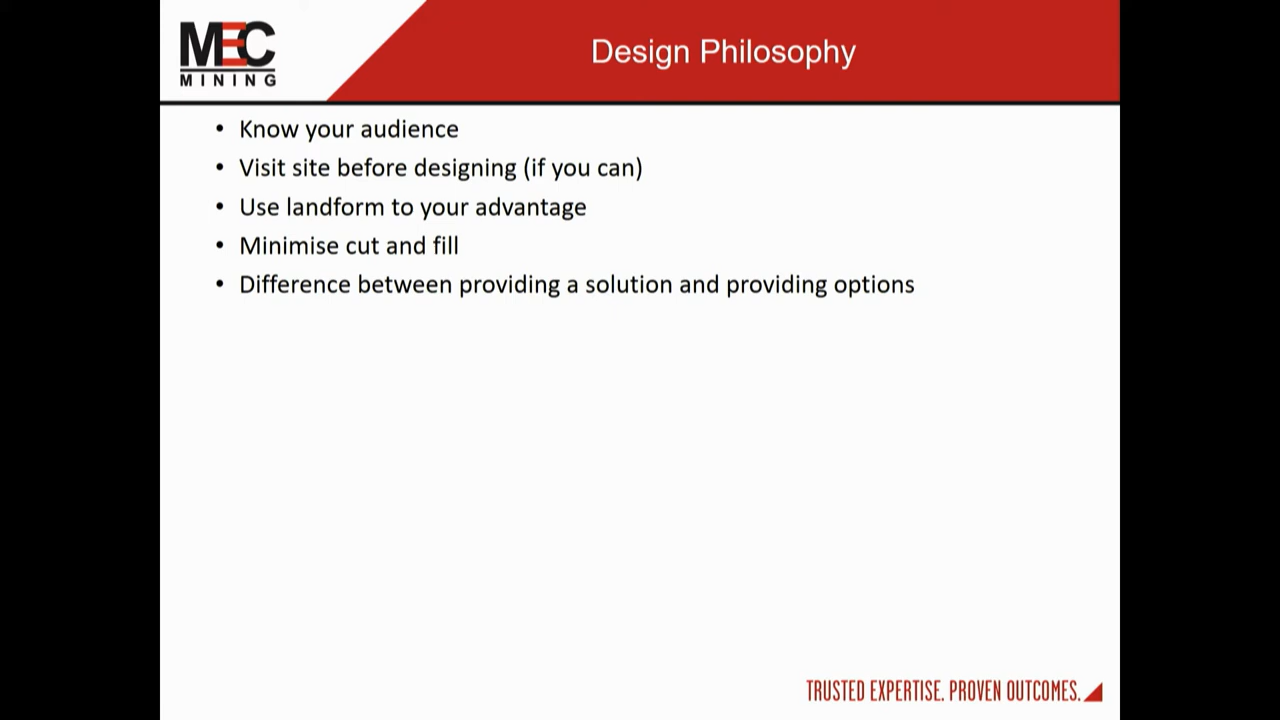 MEC
MINING
Design Philosophy
• Know your audience
• Visit site before designing (if you can)
• Use landform to your advantage
• Minimise cut and fill
• Difference between providing a solution and providing options
TRUSTED EXPERTISE. PROVEN OUTCOMES.